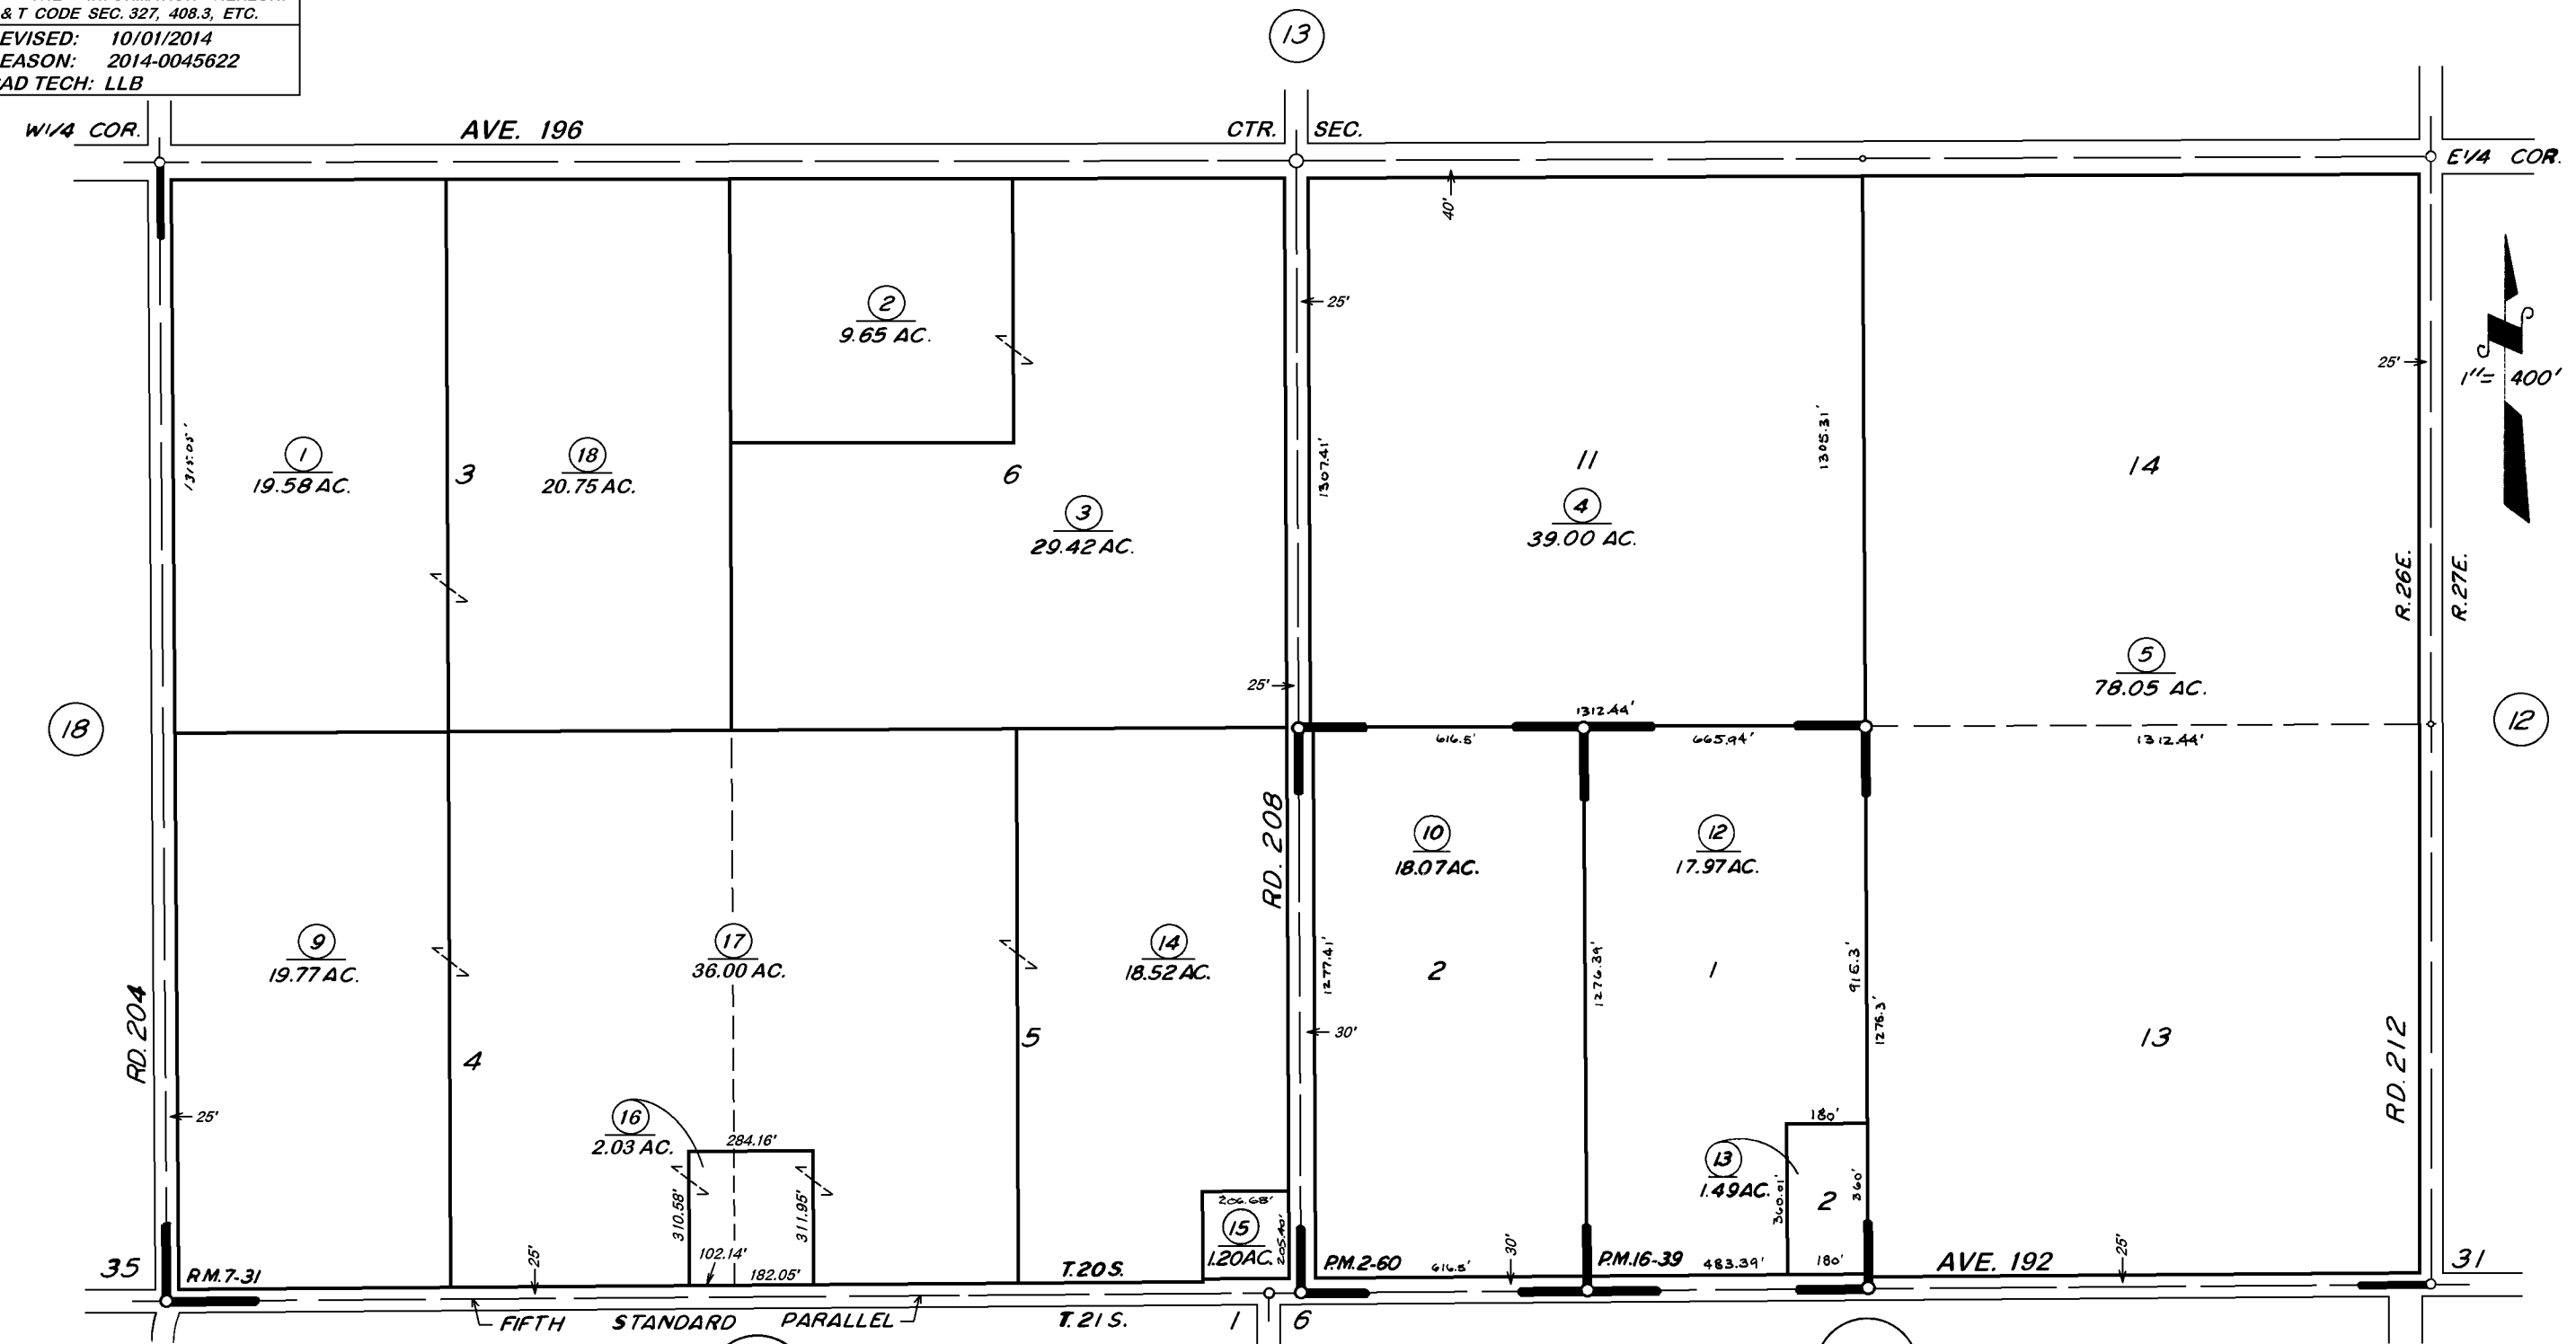 & T CODE SEC. 327, 408.3, ETC.
EVISED: 10/01/2014
EASON: 2014-0045622
AD TECH: LLB
13
W1/4 COR.
AVE. 196
CTR. SEC.
E1/4 COR.
40'
2
9.65 AC.
25'
25'
1"= 400'
1315.05'
1
19.58 AC.
3
18
20.75 AC.
6
3
29.42 AC.
1307.41'
11
4
39.00 AC.
1305.31'
14
R.26E.
R.27E.
5
78.05 AC.
25'
18
12
1312.44'
616.5'
665.94'
1312.44'
RD. 208
10
18.07 AC.
12
17.97 AC.
9
19.77 AC.
17
36.00 AC.
14
18.52 AC.
1277.41'
2
1276.39'
1
915.3'
1276.3'
RD. 204
4
5
30'
13
RD. 212
25'
16
2.03 AC.
284.16'
310.58'
311.95'
180'
13
1.49 AC.
360.01'
2
360'
206.68'
15
1.20 AC.
205.40'
102.14'
182.05'
25'
35
R.M. 7-31
T.20 S.
P.M. 2-60
616.5'
30'
P.M. 16-39
483.39'
180'
AVE. 192
25'
31
FIFTH STANDARD PARALLEL
T.21 S.
1
6